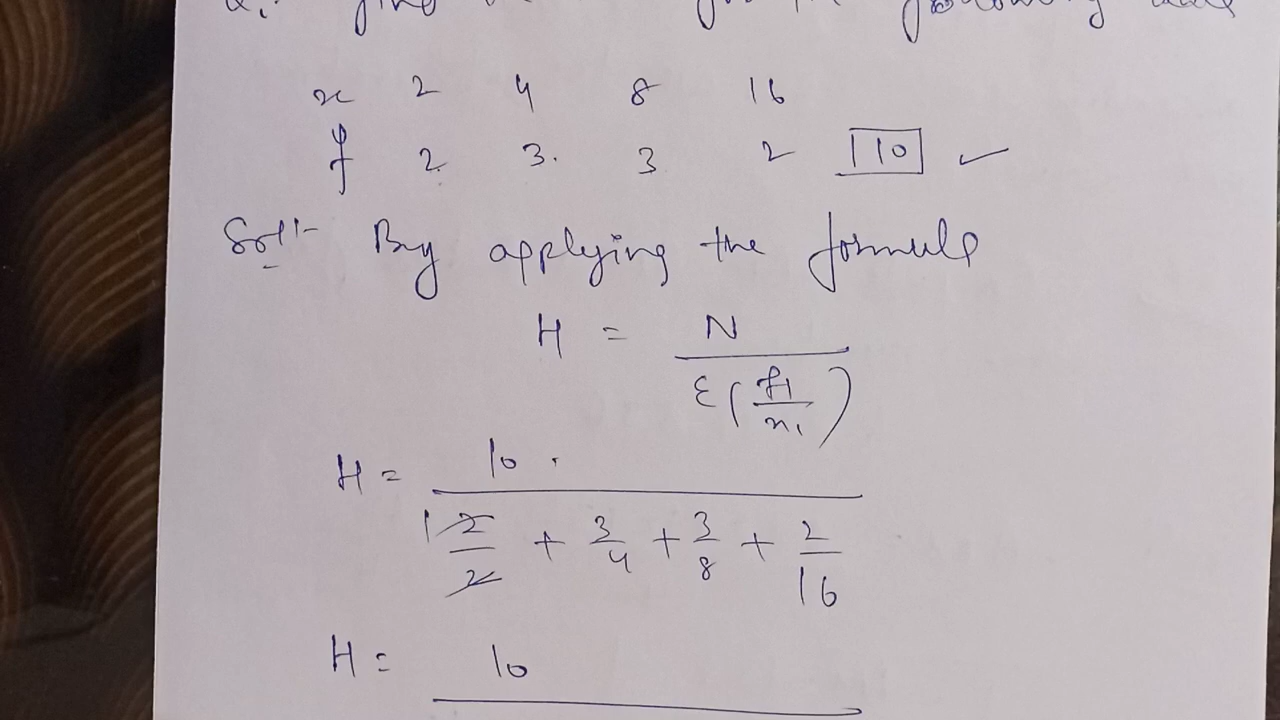 x 2 4 8 16
f 2 3. 3 2 |10 ✓
Sol!- By applying the formula
H = N
Σ(f1/x1)
H = 10 .
1 2/2 + 3/4 + 3/8 + 2/16
H = 10